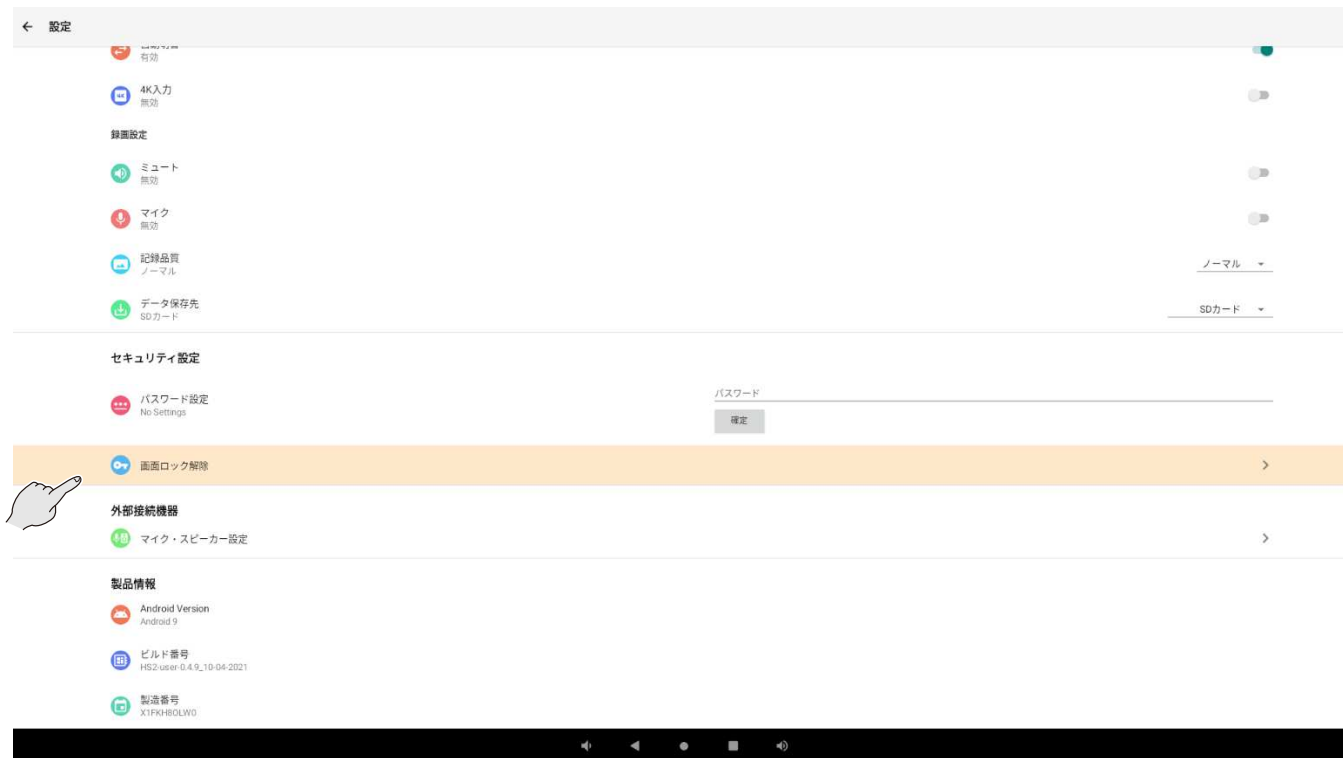 設定
有効
4K入力
無効
録画設定
ミュート
無効
マイク
無効
記録品質
ノーマル
ノーマル
データ保存先
SDカード
SDカード
セキュリティ設定
パスワード設定
No Settings
パスワード
確定
画面ロック解除
外部接続機器
マイク・スピーカー設定
製品情報
Android Version
Android 9
ビルド番号
HS2-user-0.4.9_10-04-2021
製造番号